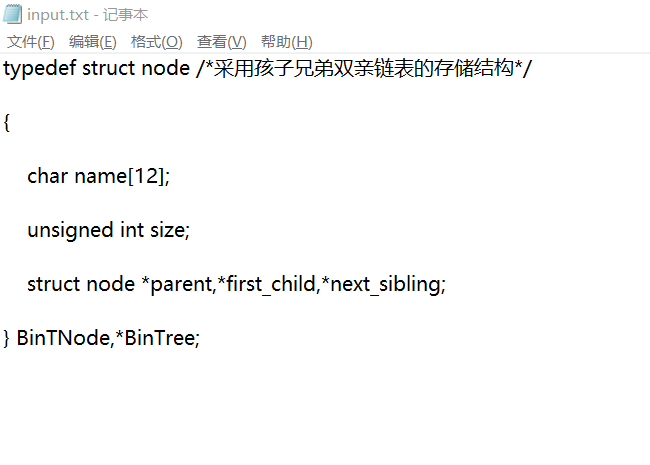 input.txt - 记事本
文件(F) 编辑(E) 格式(O) 查看(V) 帮助(H)
typedef struct node /*采用孩子兄弟双亲链表的存储结构*/
{
char name[12];
unsigned int size;
struct node *parent,*first_child,*next_sibling;
} BinTNode,*BinTree;